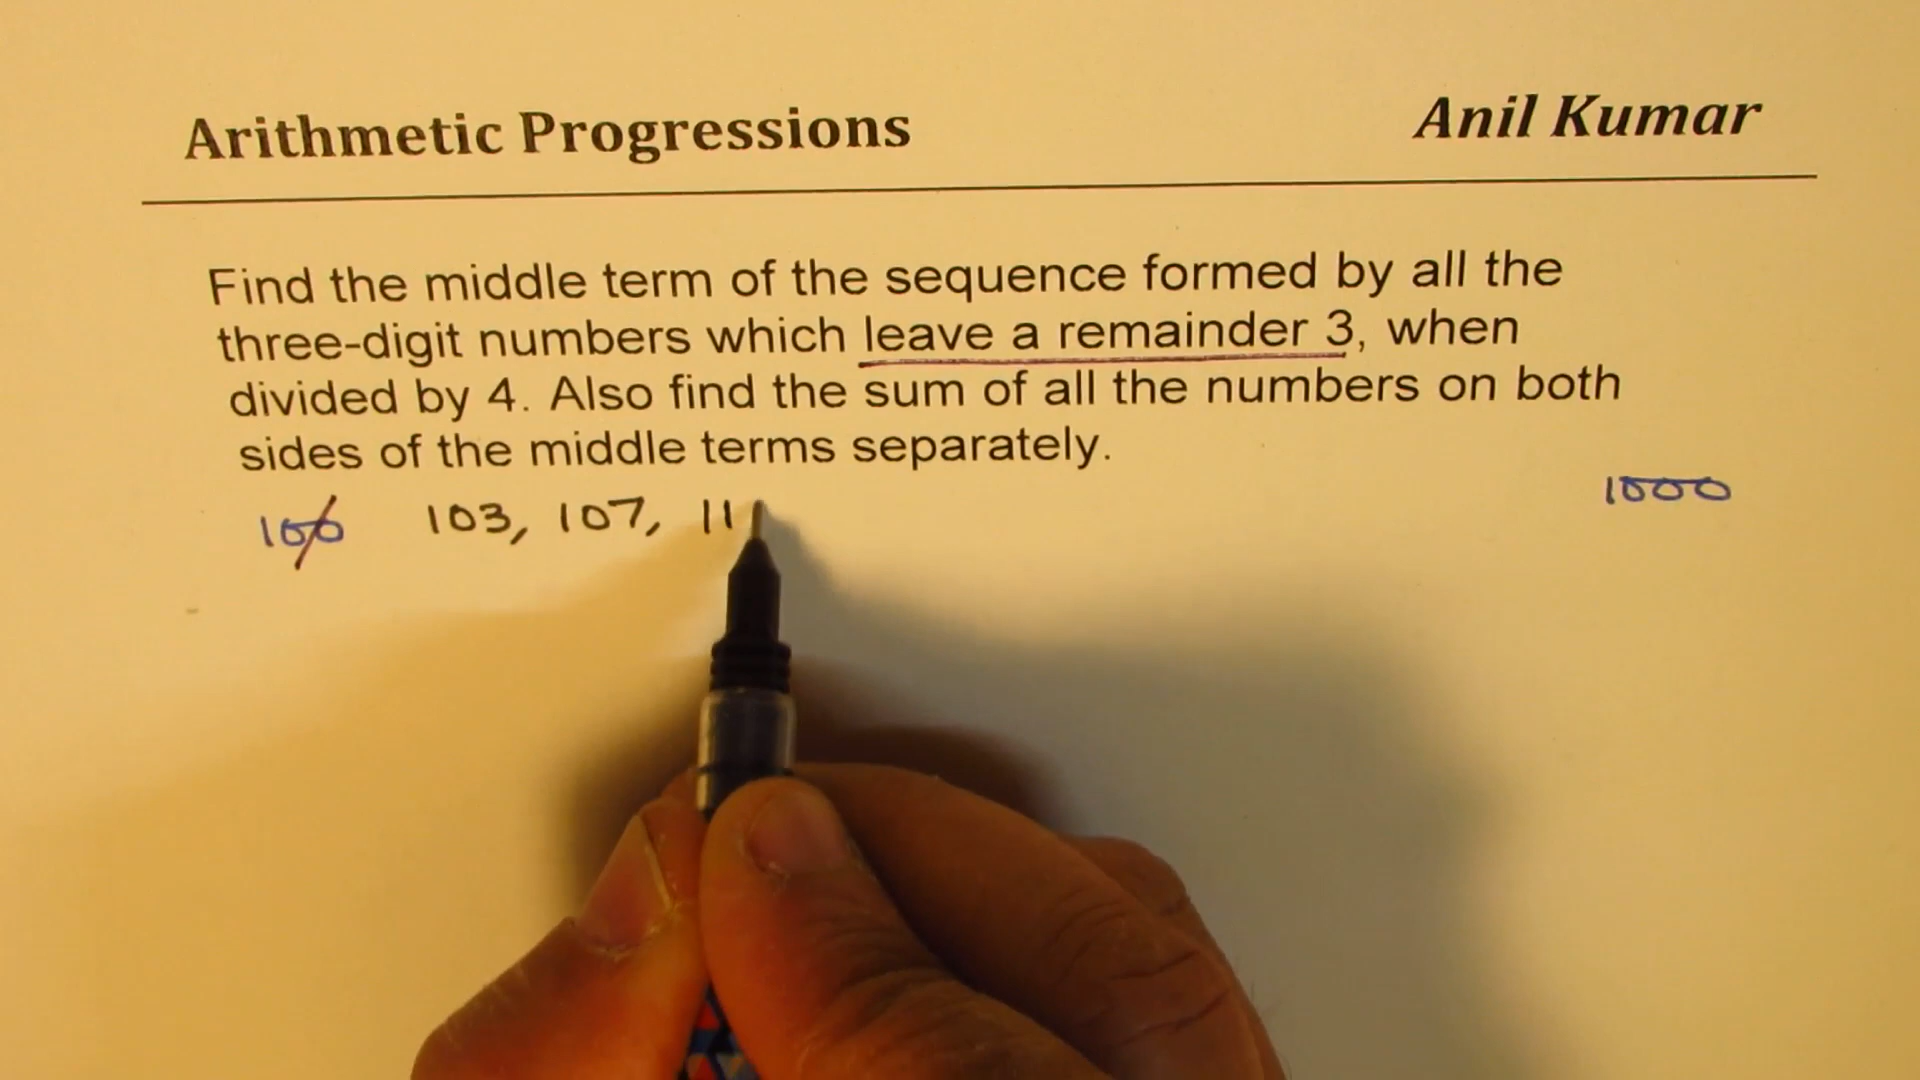 Arithmetic Progressions Anil Kumar
Find the middle term of the sequence formed by all the
three-digit numbers which leave a remainder 3, when
divided by 4. Also find the sum of all the numbers on both
sides of the middle terms separately.
100 103, 107, 111 1000